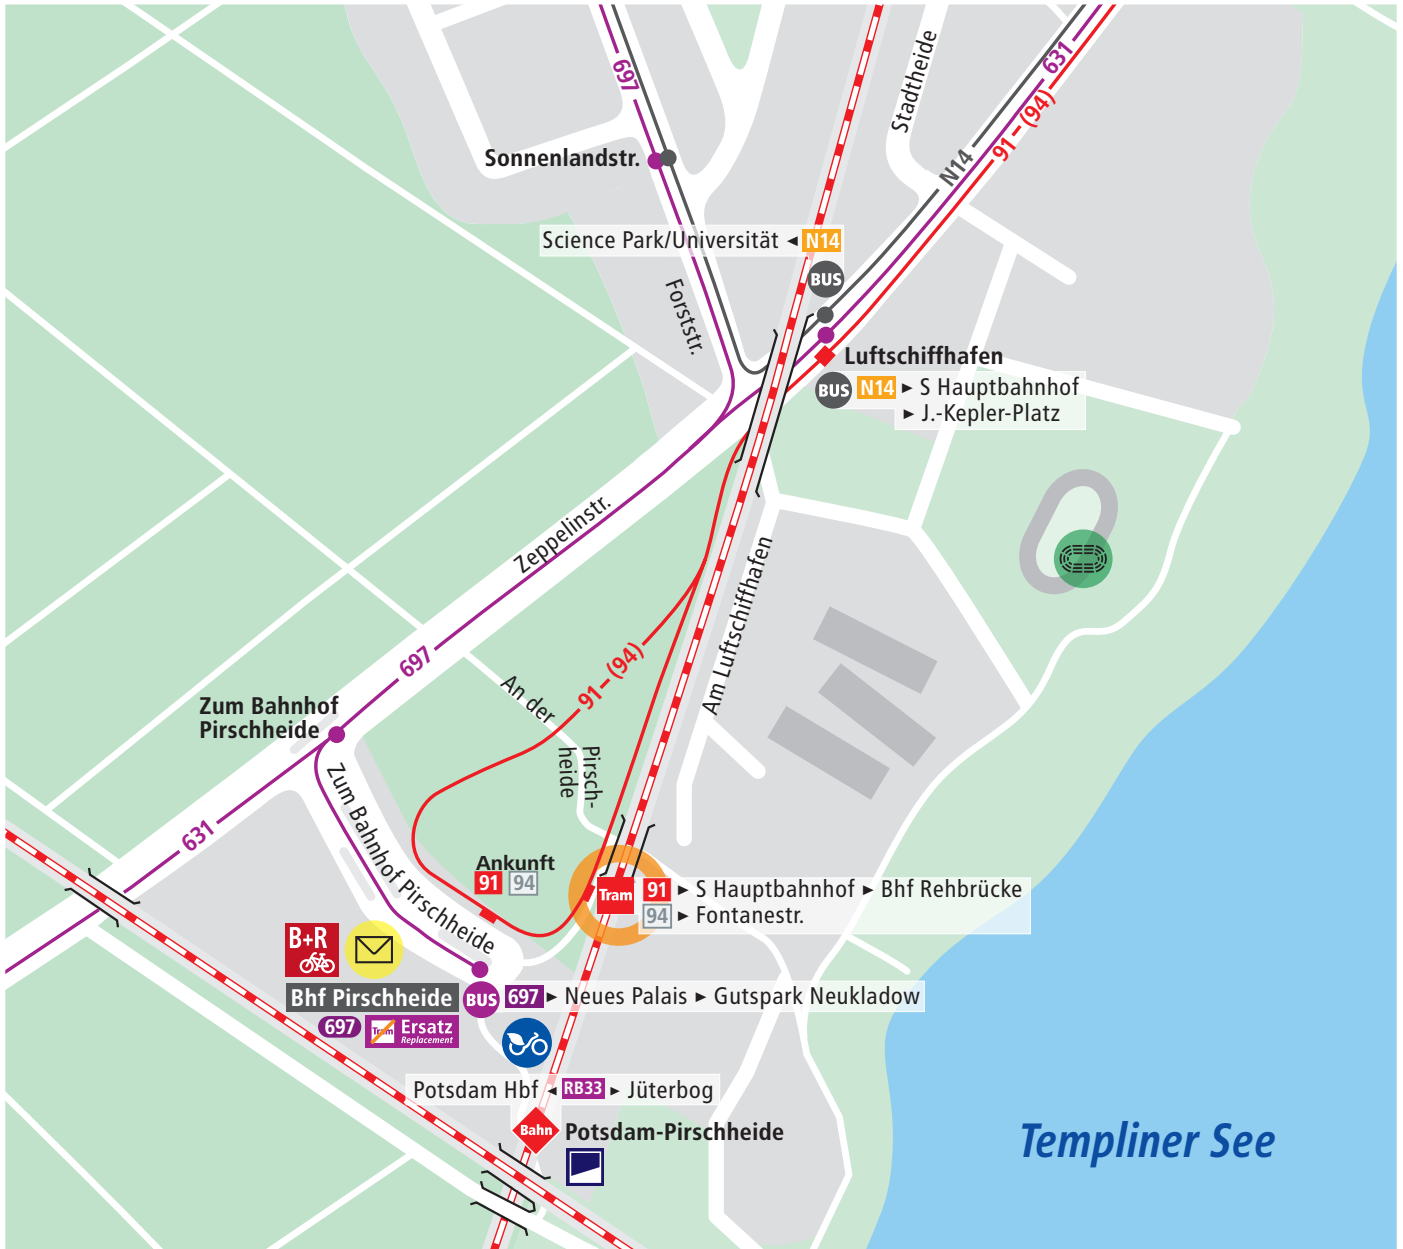 697
Stadtheide
631
91 – (94)
N14
Sonnenlandstr.
Science Park/Universität ◄ N14
BUS
Forststr.
Luftschiffhafen
BUS N14 ► S Hauptbahnhof
► J.-Kepler-Platz
Zeppelinstr.
Am Luftschiffhafen
697
91 – (94)
An der
Pirsch-
heide
Zum Bahnhof
Pirschheide
Zum Bahnhof Pirschheide
631
Ankunft
91 94
Tram 91 ► S Hauptbahnhof ► Bhf Rehbrücke
94 ► Fontanestr.
B+R
Bhf Pirschheide BUS 697 ► Neues Palais ► Gutspark Neukladow
697 Tram Ersatz
Replacement
Potsdam Hbf ◄ RB33 ► Jüterbog
Bahn Potsdam-Pirschheide
Templiner See